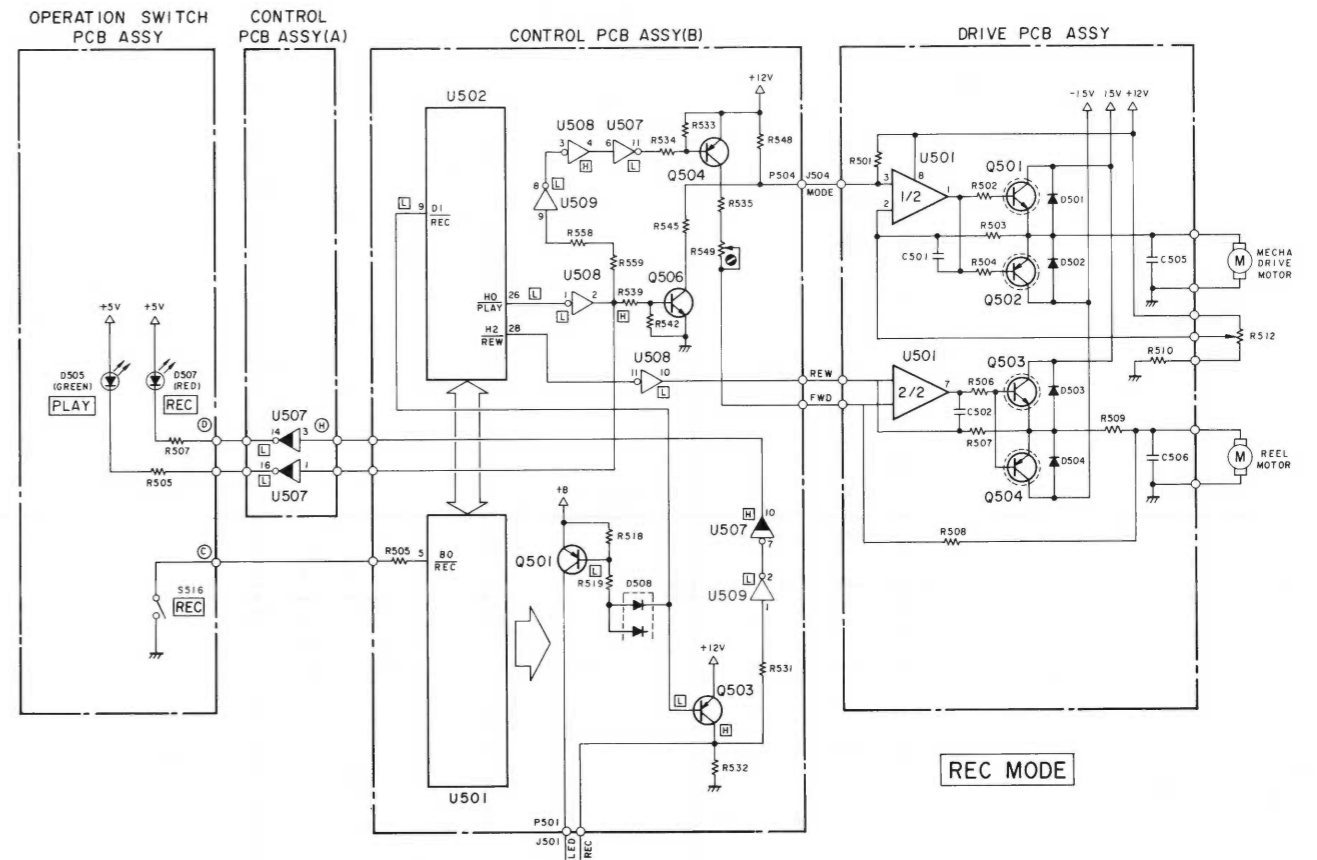 OPERATION SWITCH
PCB ASSY
CONTROL
PCB ASSY(A)
CONTROL PCB ASSY(B)
DRIVE PCB ASSY
+5V
+5V
D505
(GREEN)
PLAY
D507
(RED)
REC
R507
R505
D
C
S516
REC
U507
14
3
H
L
16
1
L
U507
U502
L
9
D1
REC
H0
PLAY
26
L
H2
REW
28
U508
U507
3
4
H
6
11
L
8
L
U509
9
R558
R559
U508
1
2
L
R539
H
R542
Q506
R545
R534
R533
Q504
+12V
R548
R535
R549
P504
J504
MODE
U508
11
10
L
REW
FWD
R505
5
B0
REC
U501
+B
Q501
R518
L
R519
D508
H
10
U507
7
L
2
U509
1
R531
+12V
Q503
L
H
R532
P501
J501
LED
REC
-15V
15V
+12V
R501
U501
8
3
1/2
2
1
R502
Q501
D501
R503
C501
R504
D502
Q502
C505
M
MECHA
DRIVE
MOTOR
R512
R510
U501
2/2
7
R506
Q503
D503
C502
R507
R509
D504
Q504
C506
M
REEL
MOTOR
R508
REC MODE